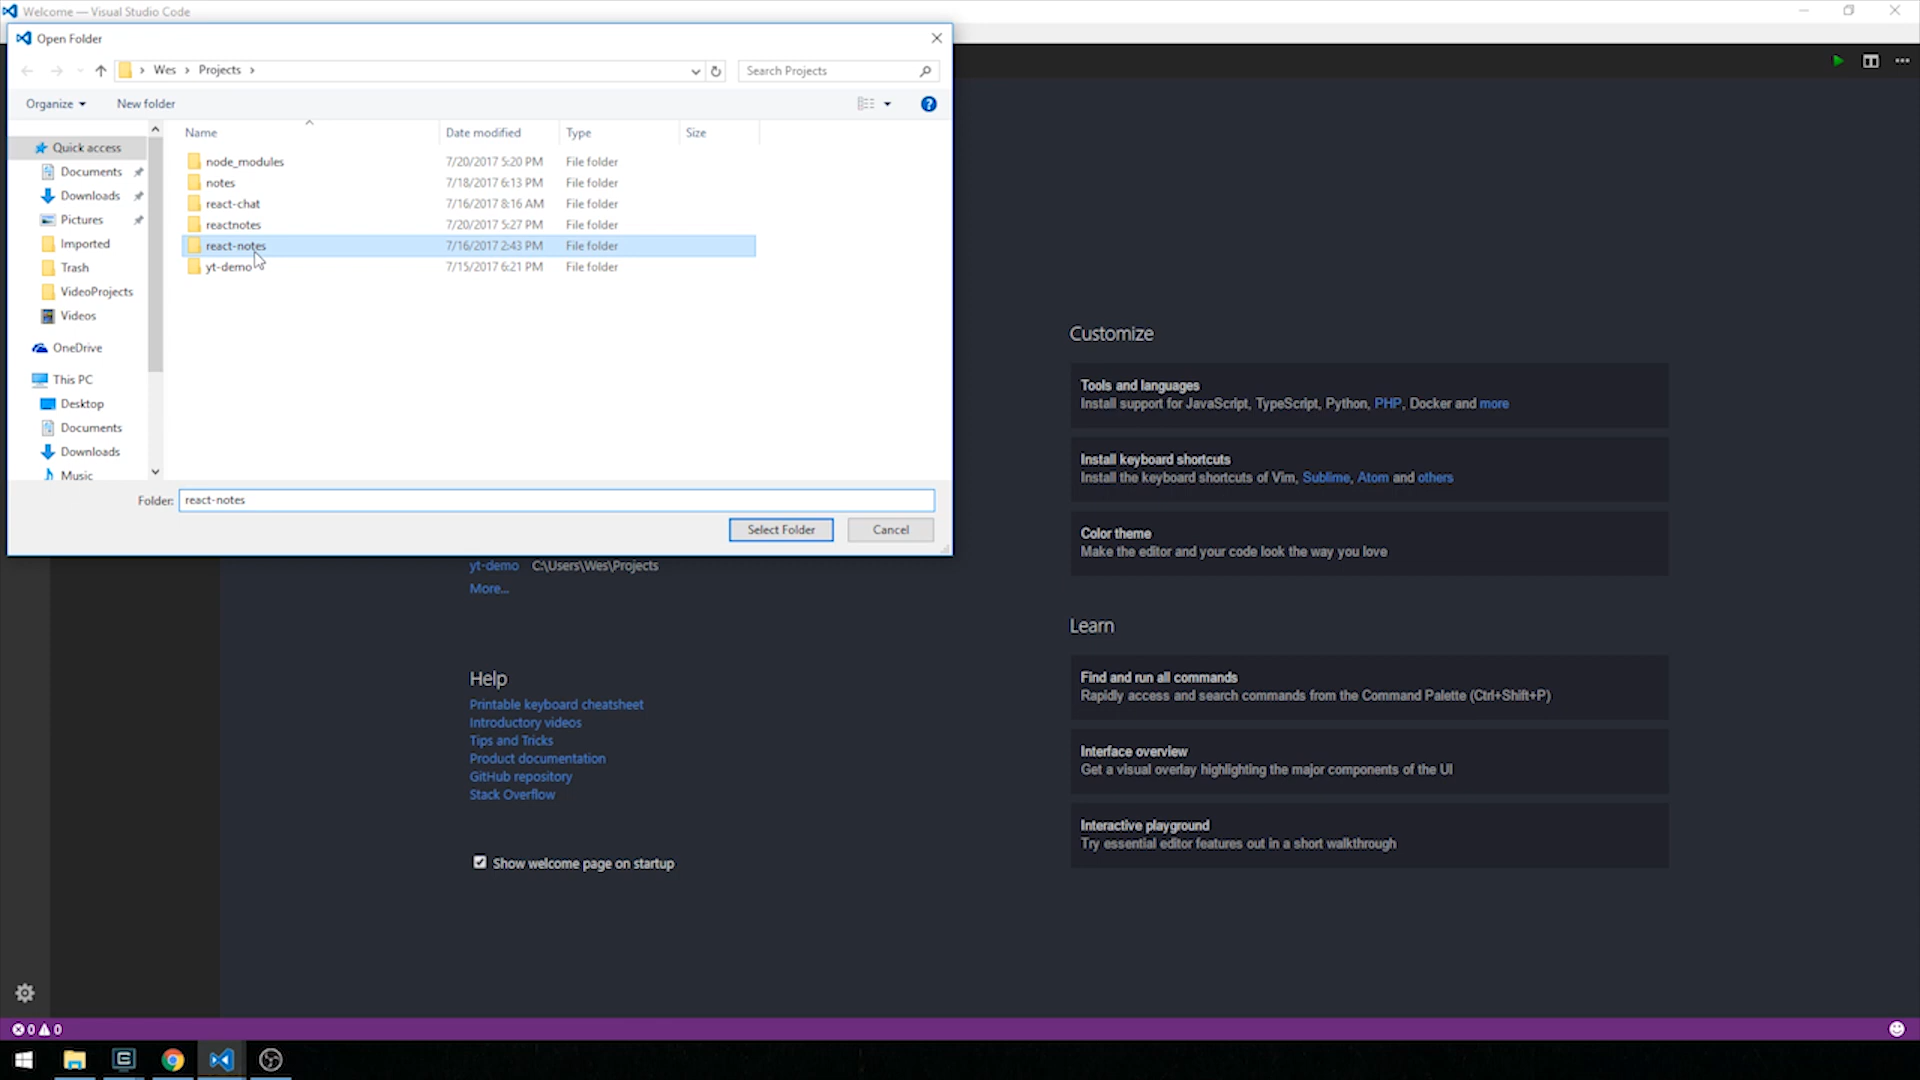 Welcome — Visual Studio Code
Open Folder
Wes › Projects ›
Search Projects
Organize
New folder
Name Date modified Type Size
Quick access
Documents
Downloads
Pictures
Imported
Trash
VideoProjects
Videos
OneDrive
This PC
Desktop
Documents
Downloads
Music
node_modules 7/20/2017 5:20 PM File folder
notes 7/18/2017 6:13 PM File folder
react-chat 7/16/2017 8:16 AM File folder
reactnotes 7/20/2017 5:27 PM File folder
react-notes 7/16/2017 2:43 PM File folder
yt-demo 7/15/2017 6:21 PM File folder
Folder: react-notes
Select Folder
Cancel
yt-demo C:\Users\Wes\Projects
More...
Help
Printable keyboard cheatsheet
Introductory videos
Tips and Tricks
Product documentation
GitHub repository
Stack Overflow
Show welcome page on startup
Customize
Tools and languages
Install support for JavaScript, TypeScript, Python, PHP, Docker and more
Install keyboard shortcuts
Install the keyboard shortcuts of Vim, Sublime, Atom and others
Color theme
Make the editor and your code look the way you love
Learn
Find and run all commands
Rapidly access and search commands from the Command Palette (Ctrl+Shift+P)
Interface overview
Get a visual overlay highlighting the major components of the UI
Interactive playground
Try essential editor features out in a short walkthrough
0 0